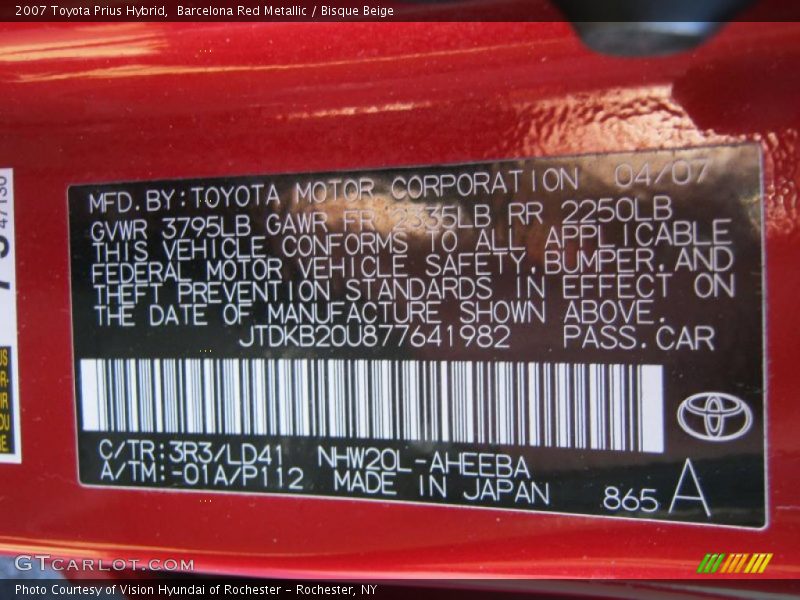 2007 Toyota Prius Hybrid, Barcelona Red Metallic / Bisque Beige
47130
MFD.BY:TOYOTA MOTOR CORPORATION 04/07
GVWR 3795LB GAWR FR 2335LB RR 2250LB
THIS VEHICLE CONFORMS TO ALL APPLICABLE
FEDERAL MOTOR VEHICLE SAFETY,BUMPER,AND
THEFT PREVENTION STANDARDS IN EFFECT ON
THE DATE OF MANUFACTURE SHOWN ABOVE.
JTDKB20U877641982 PASS.CAR
C/TR:3R3/LD41 NHW20L-AHEEBA
A/TM:-01A/P112 MADE IN JAPAN 865 A
GTCARLOT.COM
Photo Courtesy of Vision Hyundai of Rochester – Rochester, NY